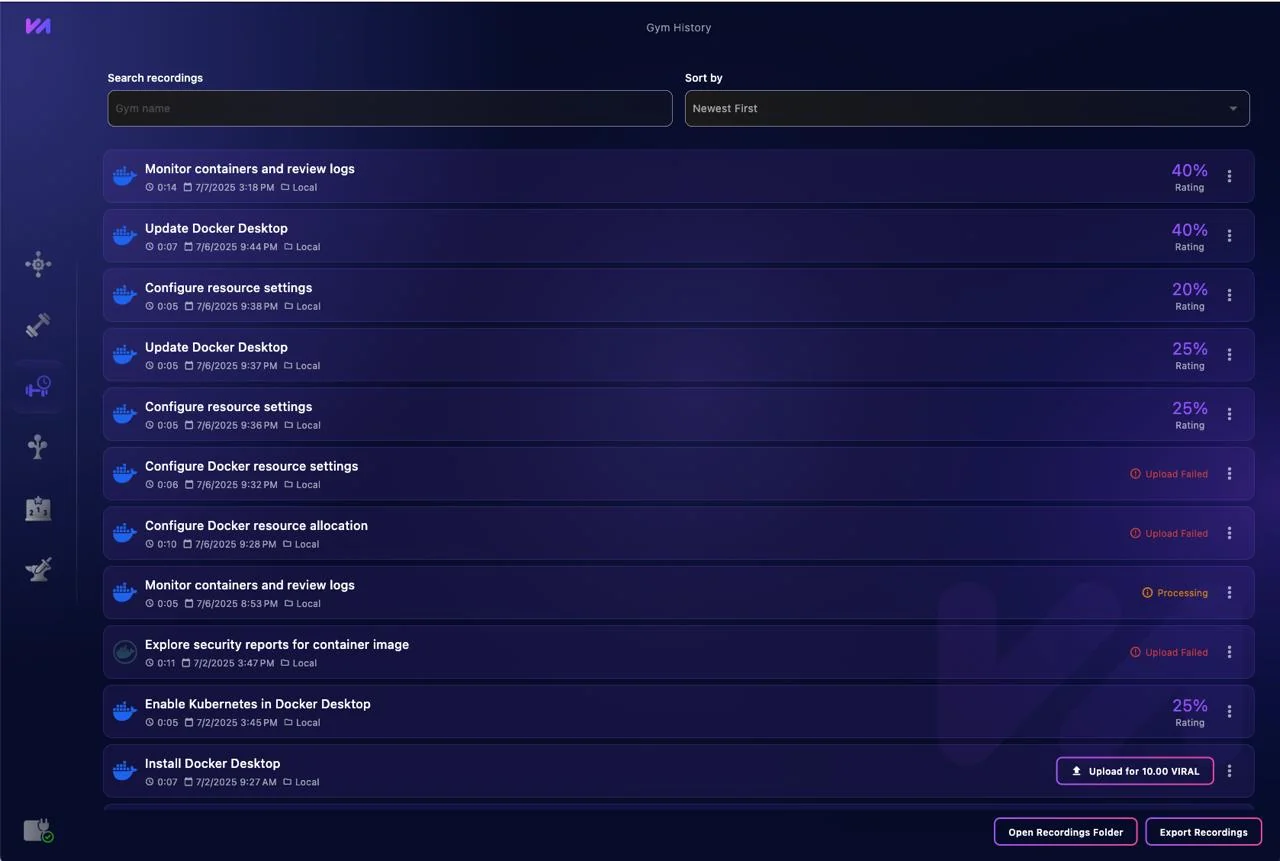 Gym History
Search recordings
Sort by
Gym name
Newest First
Monitor containers and review logs
0:14 7/7/2025 3:18 PM Local
40%
Rating
Update Docker Desktop
0:07 7/6/2025 9:44 PM Local
40%
Rating
Configure resource settings
0:05 7/6/2025 9:38 PM Local
20%
Rating
Update Docker Desktop
0:05 7/6/2025 9:37 PM Local
25%
Rating
Configure resource settings
0:05 7/6/2025 9:36 PM Local
25%
Rating
Configure Docker resource settings
0:06 7/6/2025 9:32 PM Local
Upload Failed
Configure Docker resource allocation
0:10 7/6/2025 9:28 PM Local
Upload Failed
Monitor containers and review logs
0:05 7/6/2025 8:53 PM Local
Processing
Explore security reports for container image
0:11 7/2/2025 3:47 PM Local
Upload Failed
Enable Kubernetes in Docker Desktop
0:05 7/2/2025 3:45 PM Local
25%
Rating
Install Docker Desktop
0:07 7/2/2025 9:27 AM Local
Upload for 10.00 VIRAL
Open Recordings Folder
Export Recordings
2 1 3